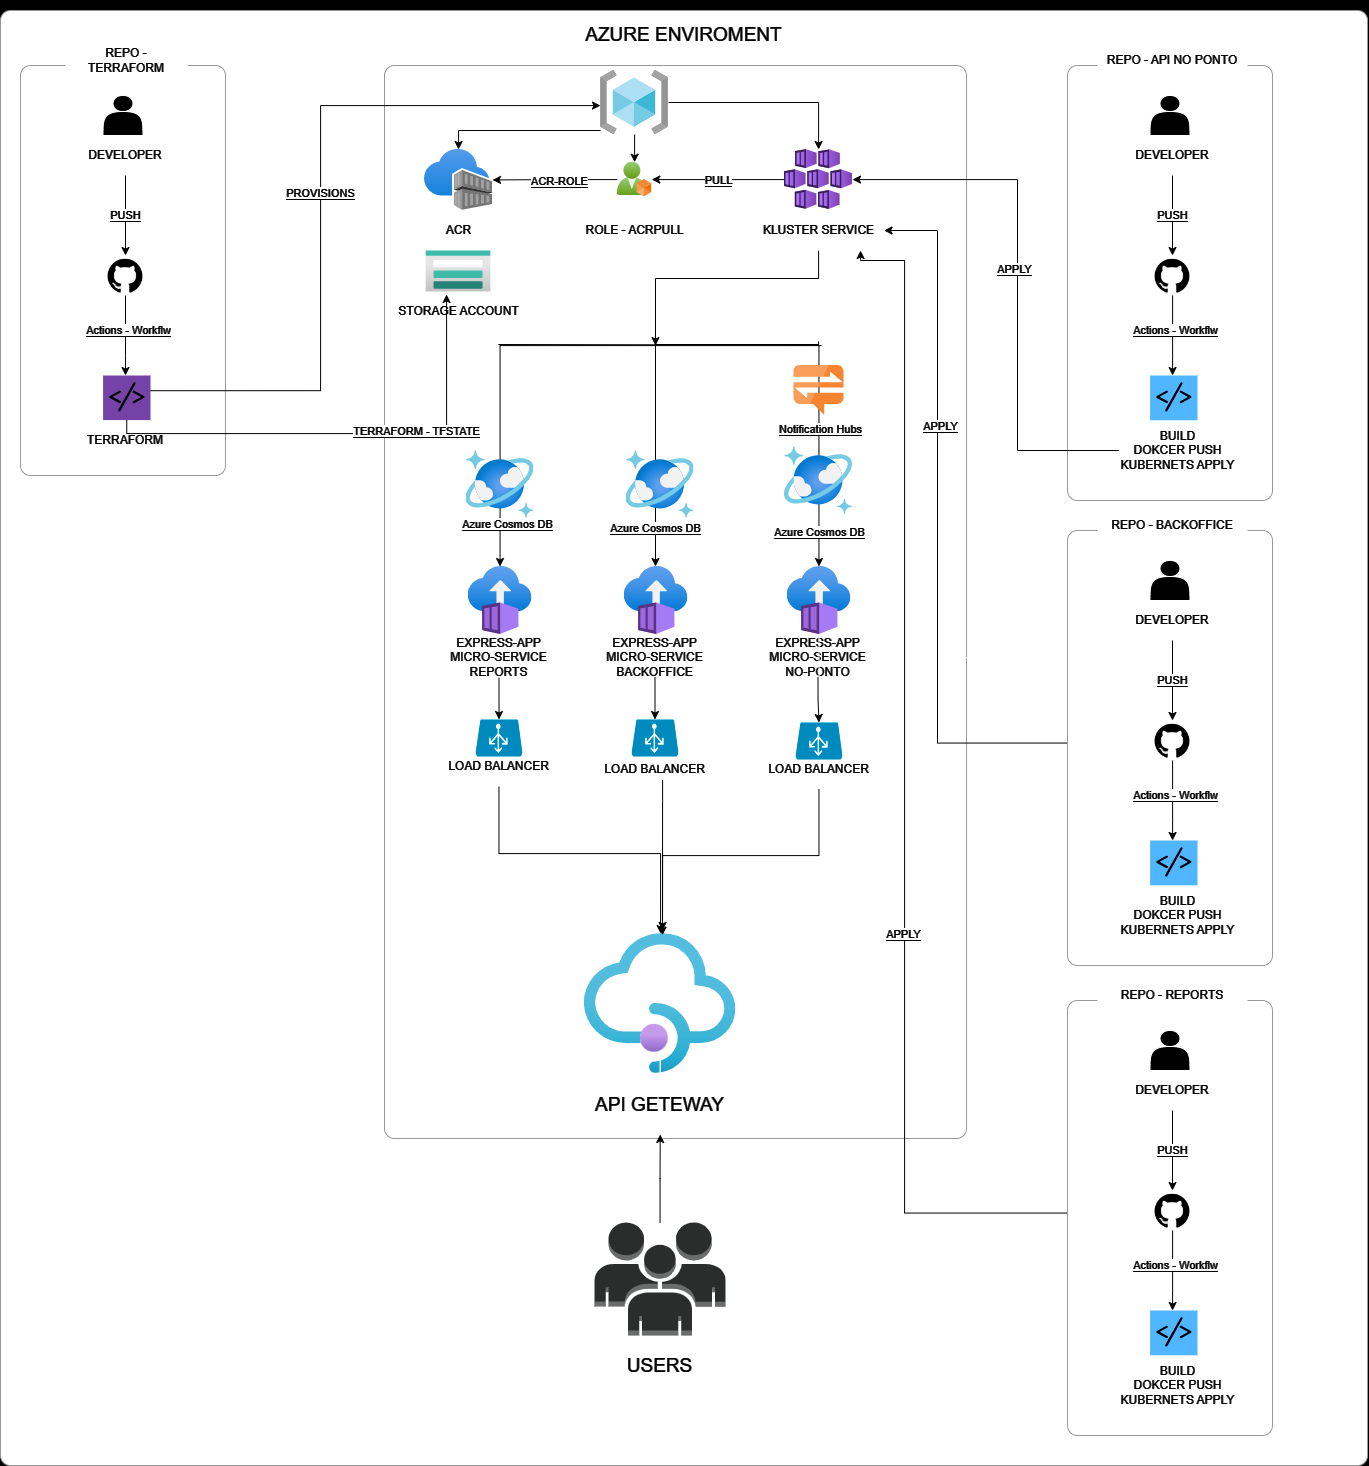 AZURE ENVIROMENT
REPO -
TERRAFORM
DEVELOPER
PUSH
Actions - Workflw
TERRAFORM
PROVISIONS
TERRAFORM - TFSTATE
ACR
ACR-ROLE
ROLE - ACRPULL
PULL
KLUSTER SERVICE
STORAGE ACCOUNT
Notification Hubs
Azure Cosmos DB
Azure Cosmos DB
Azure Cosmos DB
EXPRESS-APP
MICRO-SERVICE
REPORTS
EXPRESS-APP
MICRO-SERVICE
BACKOFFICE
EXPRESS-APP
MICRO-SERVICE
NO-PONTO
LOAD BALANCER
LOAD BALANCER
LOAD BALANCER
API GETEWAY
USERS
APPLY
APPLY
APPLY
REPO - API NO PONTO
DEVELOPER
PUSH
Actions - Workflw
BUILD
DOKCER PUSH
KUBERNETS APPLY
REPO - BACKOFFICE
DEVELOPER
PUSH
Actions - Workflw
BUILD
DOKCER PUSH
KUBERNETS APPLY
REPO - REPORTS
DEVELOPER
PUSH
Actions - Workflw
BUILD
DOKCER PUSH
KUBERNETS APPLY